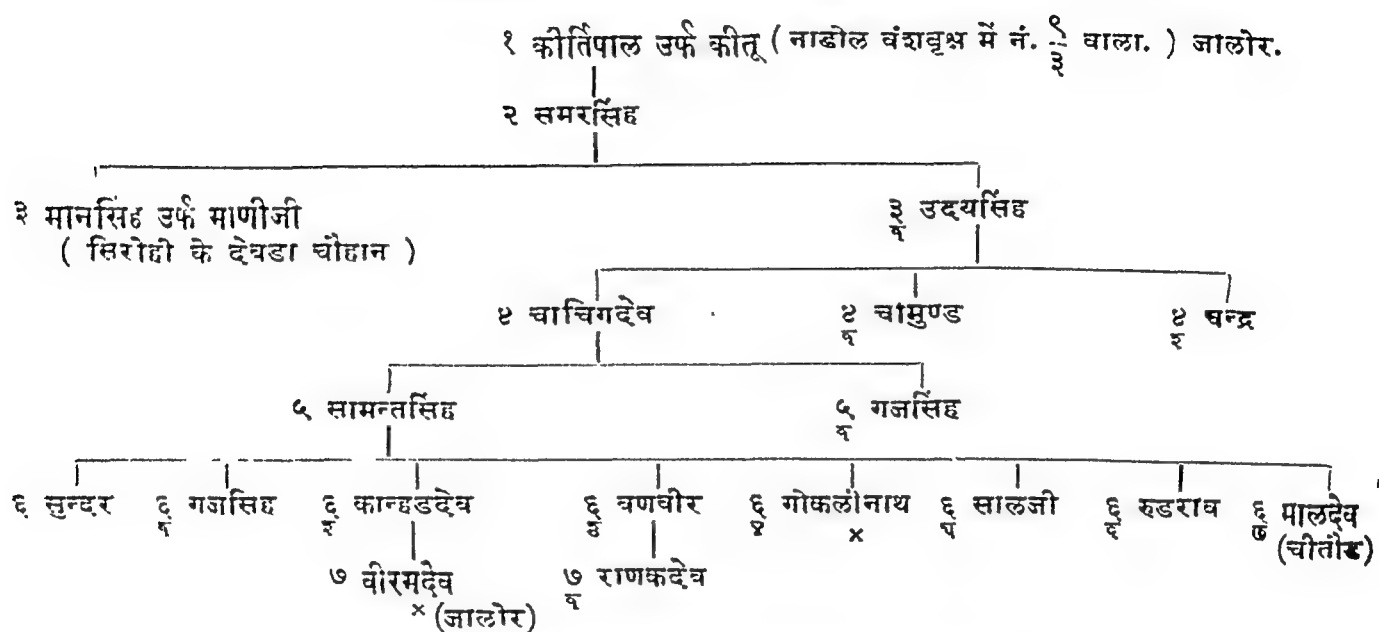 १ कीर्तिपाल उर्फ कीतू ( नाडोल वंशवृक्ष में नं. ९/३ वाला. ) जालोर.
२ समरसिंह
३ मानसिंह उर्फ माणीजी ३/१ उदयसिंह
( सिरोही के देवडा चौहान )
४ चाचिगदेव ४/१ चामुण्ड ४/२ चन्द्र
५ सामन्तसिंह ५/१ गजसिंह
६ सुन्दर ६/१ गजसिंह ६/२ कान्हडदेव ६/३ वणवीर ६/४ गोकलीनाथ ६/५ सालजी ६/६ रुडराव ६/७ मालदेव
× (चीतौड)
७ वीरमदेव ७/१ राणकदेव
× (जालोर)